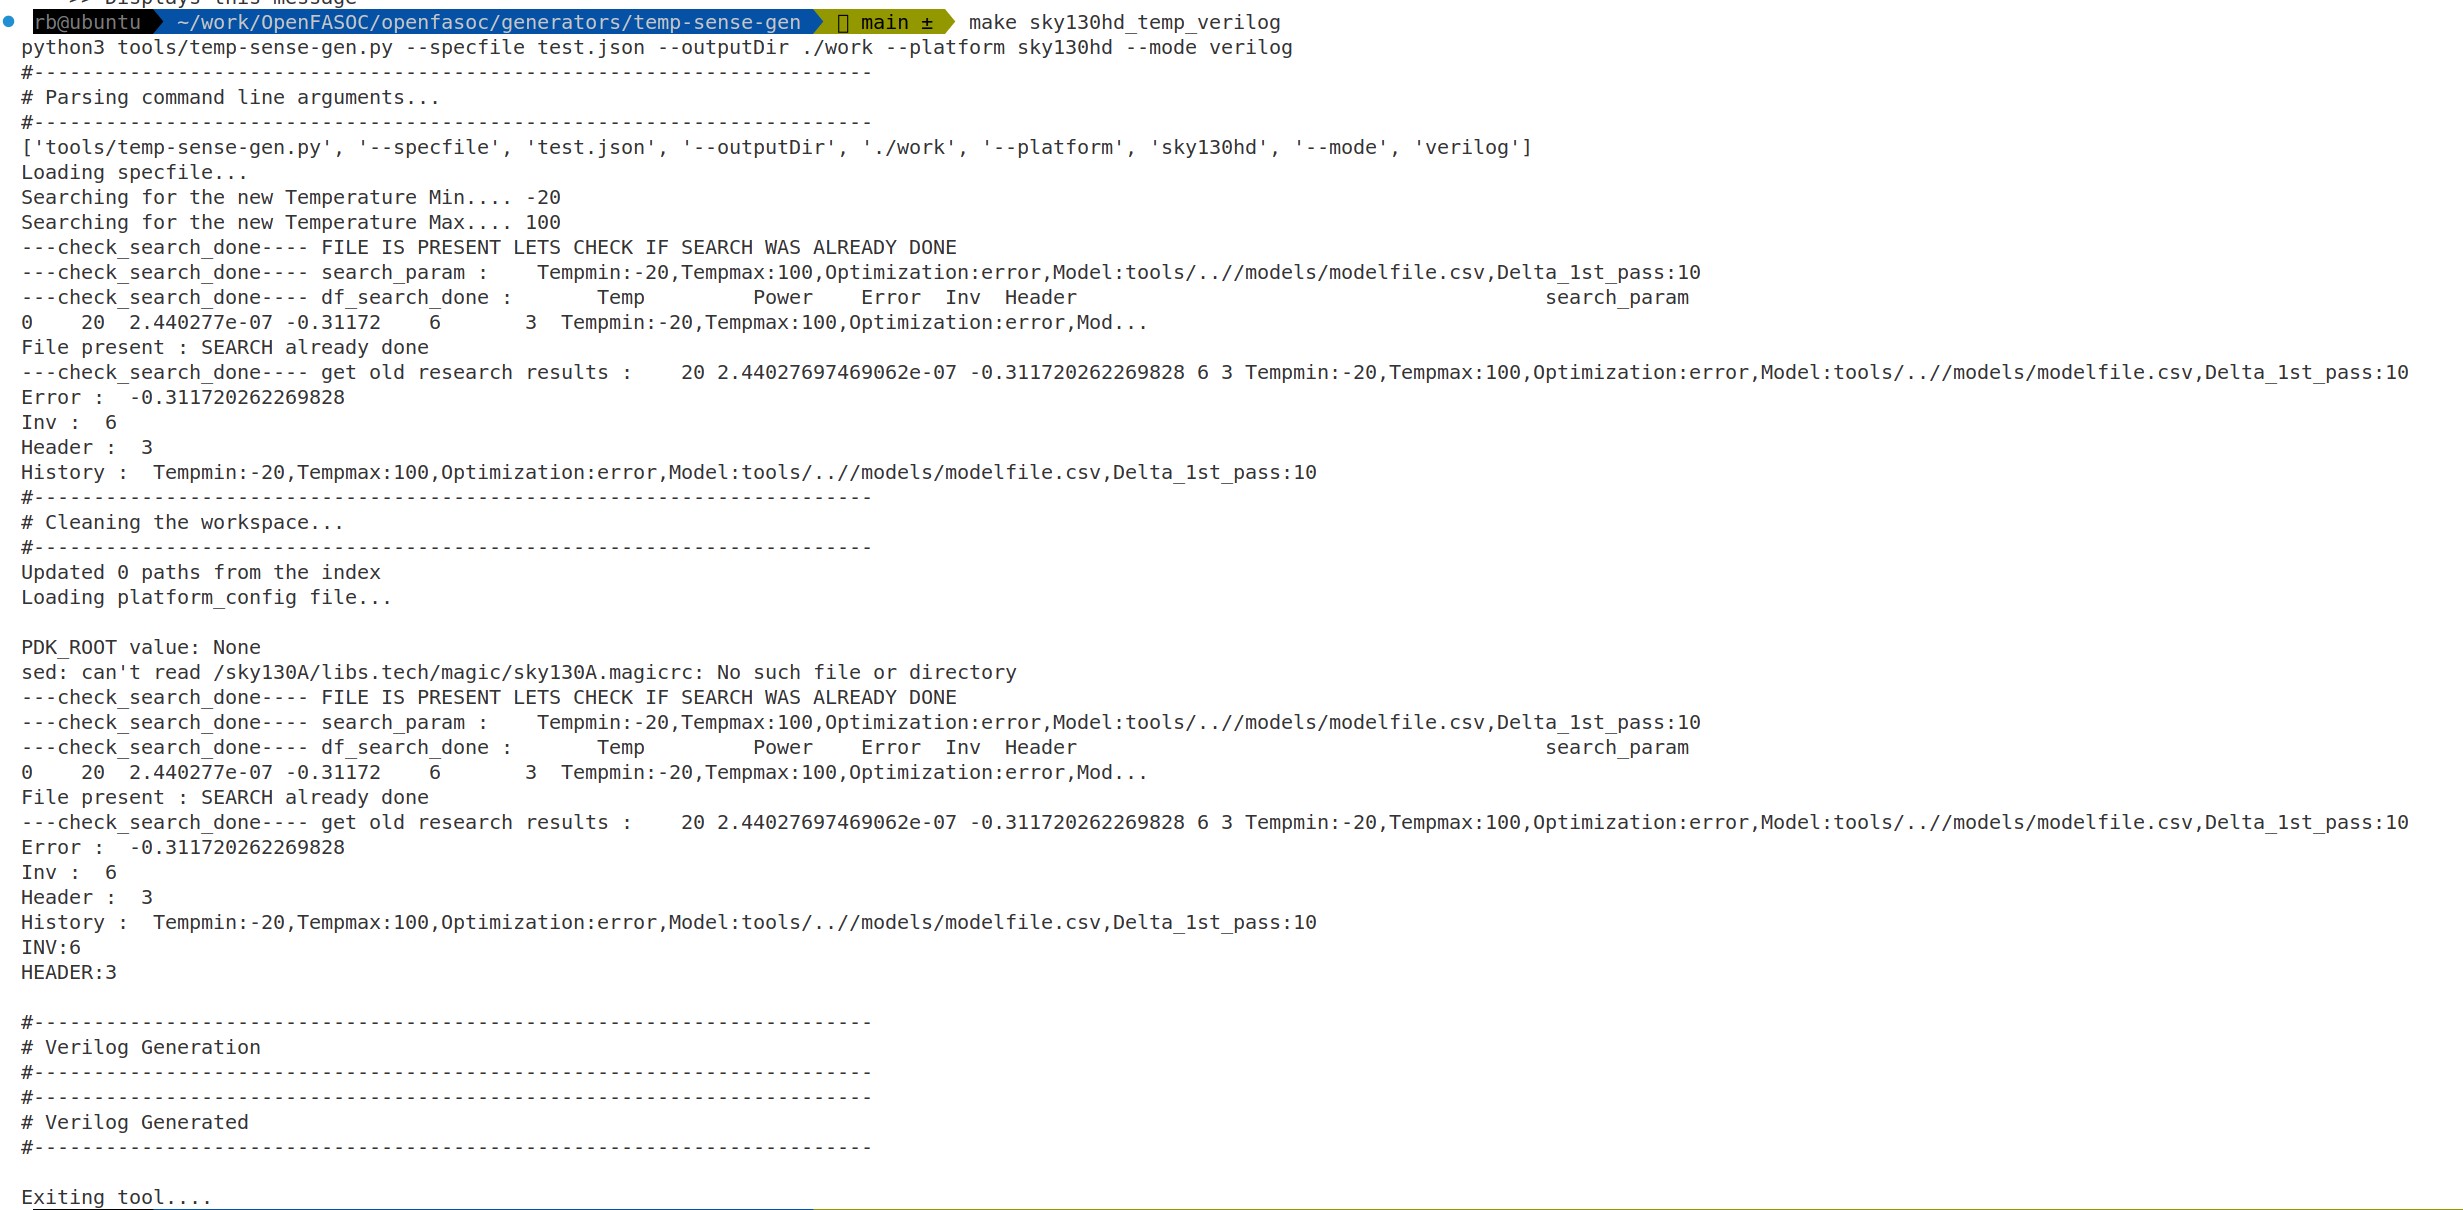 >> Displays this message
rb@ubuntu ~/work/OpenFASOC/openfasoc/generators/temp-sense-gen main ± make sky130hd_temp_verilog
python3 tools/temp-sense-gen.py --specfile test.json --outputDir ./work --platform sky130hd --mode verilog
#----------------------------------------------------------------------
# Parsing command line arguments...
#----------------------------------------------------------------------
['tools/temp-sense-gen.py', '--specfile', 'test.json', '--outputDir', './work', '--platform', 'sky130hd', '--mode', 'verilog']
Loading specfile...
Searching for the new Temperature Min.... -20
Searching for the new Temperature Max.... 100
---check_search_done---- FILE IS PRESENT LETS CHECK IF SEARCH WAS ALREADY DONE
---check_search_done---- search_param :    Tempmin:-20,Tempmax:100,Optimization:error,Model:tools/..//models/modelfile.csv,Delta_1st_pass:10
---check_search_done---- df_search_done :       Temp         Power    Error  Inv  Header                                       search_param
0    20  2.440277e-07 -0.31172    6       3  Tempmin:-20,Tempmax:100,Optimization:error,Mod...
File present : SEARCH already done
---check_search_done---- get old research results :    20 2.44027697469062e-07 -0.311720262269828 6 3 Tempmin:-20,Tempmax:100,Optimization:error,Model:tools/..//models/modelfile.csv,Delta_1st_pass:10
Error :  -0.311720262269828
Inv :  6
Header :  3
History :  Tempmin:-20,Tempmax:100,Optimization:error,Model:tools/..//models/modelfile.csv,Delta_1st_pass:10
#----------------------------------------------------------------------
# Cleaning the workspace...
#----------------------------------------------------------------------
Updated 0 paths from the index
Loading platform_config file...
PDK_ROOT value: None
sed: can't read /sky130A/libs.tech/magic/sky130A.magicrc: No such file or directory
---check_search_done---- FILE IS PRESENT LETS CHECK IF SEARCH WAS ALREADY DONE
---check_search_done---- search_param :    Tempmin:-20,Tempmax:100,Optimization:error,Model:tools/..//models/modelfile.csv,Delta_1st_pass:10
---check_search_done---- df_search_done :       Temp         Power    Error  Inv  Header                                       search_param
0    20  2.440277e-07 -0.31172    6       3  Tempmin:-20,Tempmax:100,Optimization:error,Mod...
File present : SEARCH already done
---check_search_done---- get old research results :    20 2.44027697469062e-07 -0.311720262269828 6 3 Tempmin:-20,Tempmax:100,Optimization:error,Model:tools/..//models/modelfile.csv,Delta_1st_pass:10
Error :  -0.311720262269828
Inv :  6
Header :  3
History :  Tempmin:-20,Tempmax:100,Optimization:error,Model:tools/..//models/modelfile.csv,Delta_1st_pass:10
INV:6
HEADER:3
#----------------------------------------------------------------------
# Verilog Generation
#----------------------------------------------------------------------
#----------------------------------------------------------------------
# Verilog Generated
#----------------------------------------------------------------------
Exiting tool....